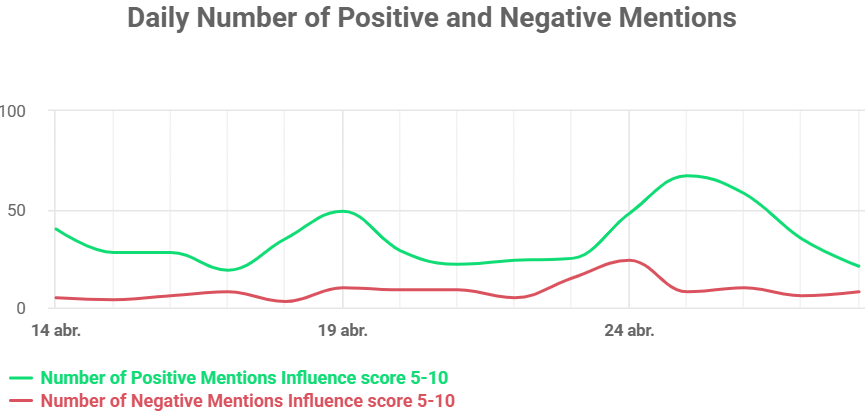 Daily Number of Positive and Negative Mentions
100
50
0
14 abr.
19 abr.
24 abr.
Number of Positive Mentions Influence score 5-10
Number of Negative Mentions Influence score 5-10